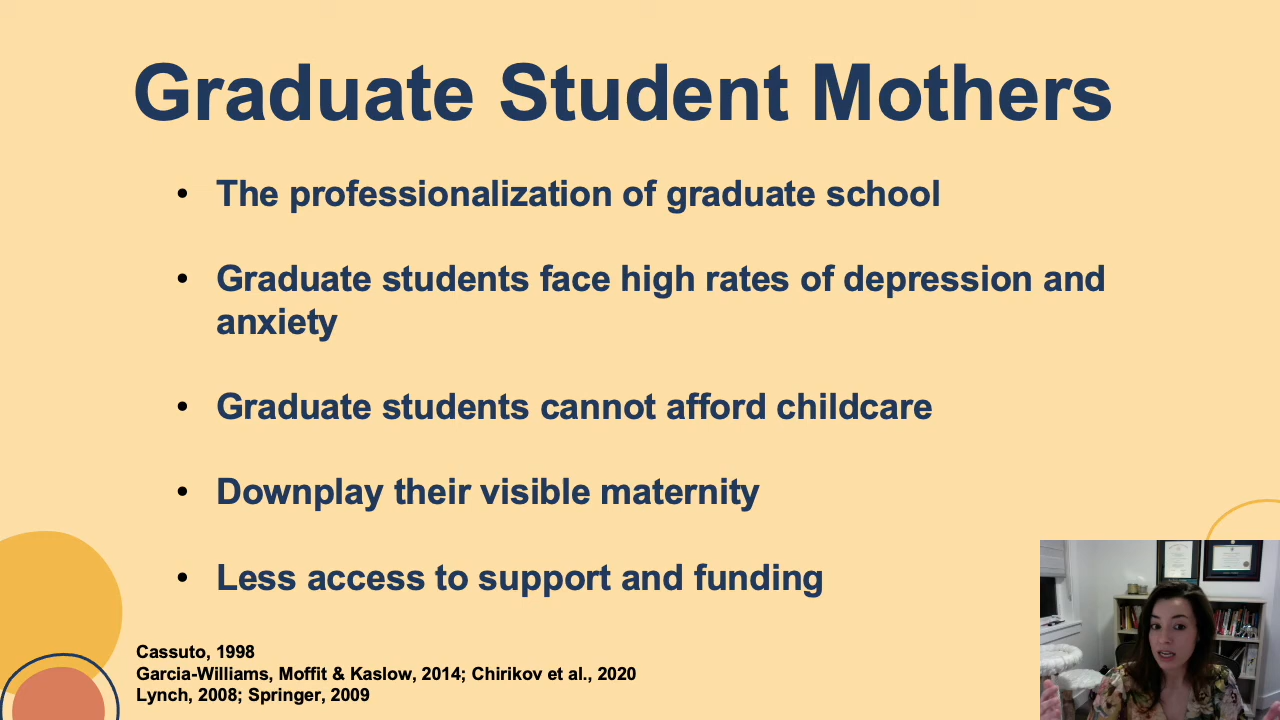 Graduate Student Mothers
• The professionalization of graduate school
• Graduate students face high rates of depression and
anxiety
• Graduate students cannot afford childcare
• Downplay their visible maternity
• Less access to support and funding
Cassuto, 1998
Garcia-Williams, Moffit & Kaslow, 2014; Chirikov et al., 2020
Lynch, 2008; Springer, 2009